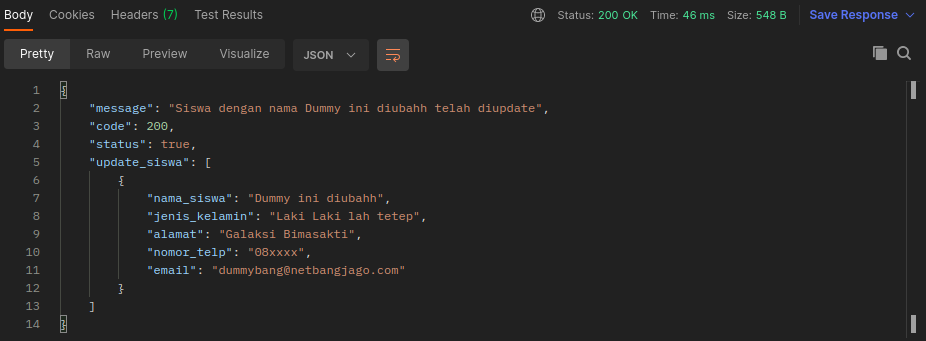 Body Cookies Headers (7) Test Results Status: 200 OK Time: 46 ms Size: 548 B Save Response
Pretty Raw Preview Visualize JSON
1 {
2 "message": "Siswa dengan nama Dummy ini diubahh telah diupdate",
3 "code": 200,
4 "status": true,
5 "update_siswa": [
6 {
7 "nama_siswa": "Dummy ini diubahh",
8 "jenis_kelamin": "Laki Laki lah tetep",
9 "alamat": "Galaksi Bimasakti",
10 "nomor_telp": "08xxxx",
11 "email": "dummybang@netbangjago.com"
12 }
13 ]
14 }